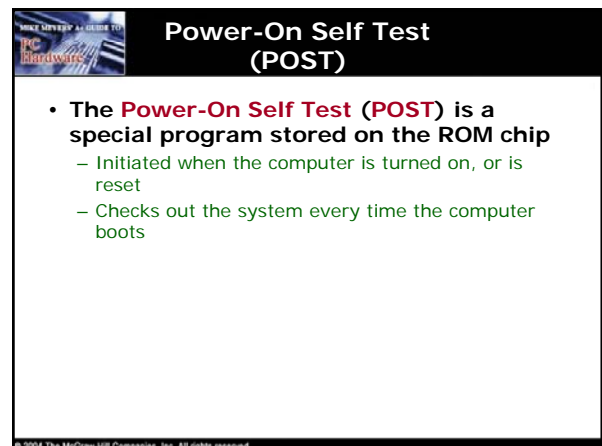 MIKE MEYERS' A+ GUIDE TO
PC
Hardware
Power-On Self Test
(POST)
• The Power-On Self Test (POST) is a
special program stored on the ROM chip
– Initiated when the computer is turned on, or is
reset
– Checks out the system every time the computer
boots
© 2004 The McGraw-Hill Companies, Inc. All rights reserved